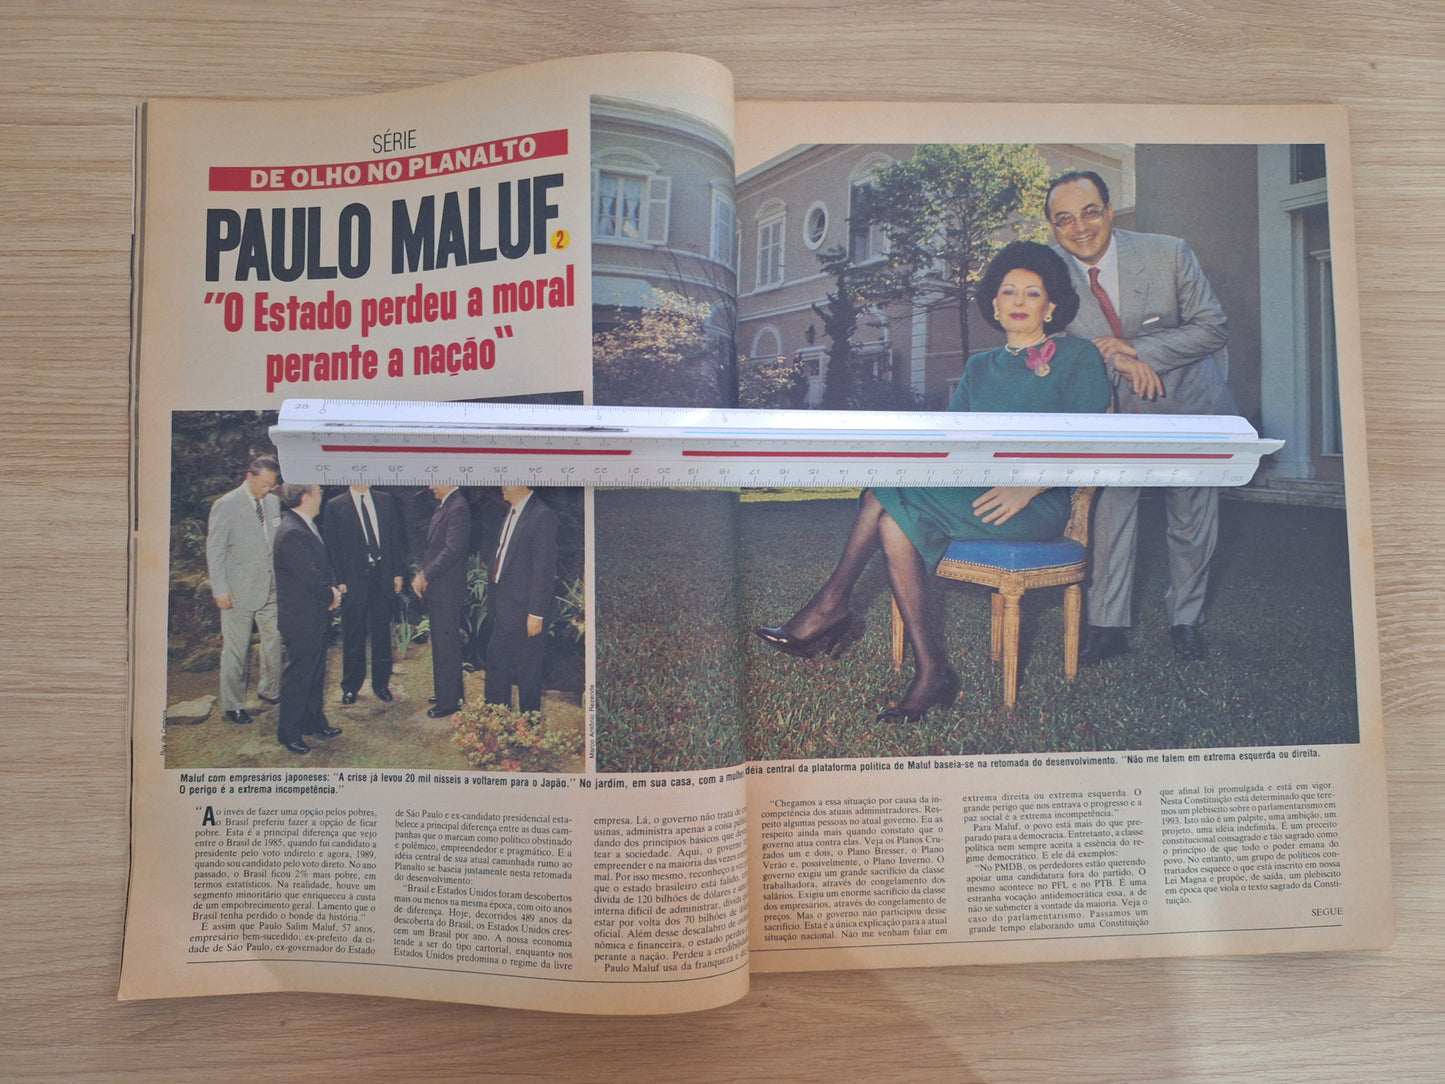 SÉRIE
DE OLHO NO PLANALTO
PAULO MALUF 2
"O Estado perdeu a moral
perante a nação"
Ruy de Campos
Marco Antônio Rezende
Maluf com empresários japoneses: "A crise já levou 20 mil nisseis a voltarem para o Japão." No jardim, em sua casa, com a mulher
O perigo é a extrema incompetência."
idéia central da plataforma política de Maluf baseia-se na retomada do desenvolvimento. "Não me falem em extrema esquerda ou direita.
"Ao invés de fazer uma opção pelos pobres,
o Brasil preferiu fazer a opção de ficar
pobre. Esta é a principal diferença que vejo
entre o Brasil de 1985, quando fui candidato a
presidente pelo voto indireto e agora, 1989,
quando sou candidato pelo voto direto. No ano
passado, o Brasil ficou 2% mais pobre, em
termos estatísticos. Na realidade, houve um
segmento minoritário que enriqueceu à custa
de um empobrecimento geral. Lamento que o
Brasil tenha perdido o bonde da história."
É assim que Paulo Salim Maluf, 57 anos,
empresário bem-sucedido, ex-prefeito da ci-
dade de São Paulo, ex-governador do Estado
de São Paulo e ex-candidato presidencial esta-
belece a principal diferença entre as duas cam-
panhas que o marcam como político obstinado
e polêmico, empreendedor e pragmático. E a
idéia central de sua atual caminhada rumo ao
Planalto se baseia justamente nesta retomada
do desenvolvimento:
"Brasil e Estados Unidos foram descobertos
mais ou menos na mesma época, com oito anos
de diferença. Hoje, decorridos 489 anos da
descoberta do Brasil, os Estados Unidos cres-
cem um Brasil por ano. A nossa economia
tende a ser do tipo cartorial, enquanto nos
Estados Unidos predomina o regime da livre
empresa. Lá, o governo não trata de
usinas, administra apenas a coisa
dando dos princípios básicos que
tear a sociedade. Aqui, o governo
empreender e na maioria das vezes
mal. Por isso mesmo, reconheço a
que o estado brasileiro está falido,
dívida de 120 bilhões de dólares e
interna difícil de administrar, dívida
estar por volta dos 70 bilhões de
oficial. Além desse descalabro
nômica e financeira, o estado perdeu
perante a nação. Perdeu a credibilidade
Paulo Maluf usa da franqueza e
"Chegamos a essa situação por causa da in-
competência dos atuais administradores. Res-
peito algumas pessoas no atual governo. Eu as
respeito ainda mais quando constato que o
governo atua contra elas. Veja os Planos Cru-
zados um e dois, o Plano Bresser, o Plano
Verão e, possivelmente, o Plano Inverno. O
governo exigiu um grande sacrifício da classe
trabalhadora, através do congelamento dos
salários. Exigiu um enorme sacrifício da classe
dos empresários, através do congelamento de
preços. Mas o governo não participou desse
sacrifício. Esta é a única explicação para a atual
situação nacional. Não me venham falar em
extrema direita ou extrema esquerda. O
grande perigo que nos entrava o progresso e a
paz social é a extrema incompetência."
Para Maluf, o povo está mais do que pre-
parado para a democracia. Entretanto, a classe
política nem sempre aceita a essência do re-
gime democrático. E ele dá exemplos:
"No PMDB, os perdedores estão querendo
apoiar uma candidatura fora do partido. O
mesmo acontece no PFL e no PTB. É uma
estranha vocação antidemocrática essa, a de
não se submeter à vontade da maioria. Veja o
caso do parlamentarismo. Passamos um
grande tempo elaborando uma Constituição
que afinal foi promulgada e está em vigor.
Nesta Constituição está determinado que tere-
mos um plebiscito sobre o parlamentarismo em
1993. Isto não é um palpite, uma ambição, um
projeto, uma idéia indefinida. É um preceito
constitucional consagrado e tão sagrado como
o princípio de que todo o poder emana do
povo. No entanto, um grupo de políticos con-
trariados esquece o que está inscrito em nossa
Lei Magna e propõe, de saída, um plebiscito
em época que viola o texto sagrado da Consti-
tuição.
SEGUE